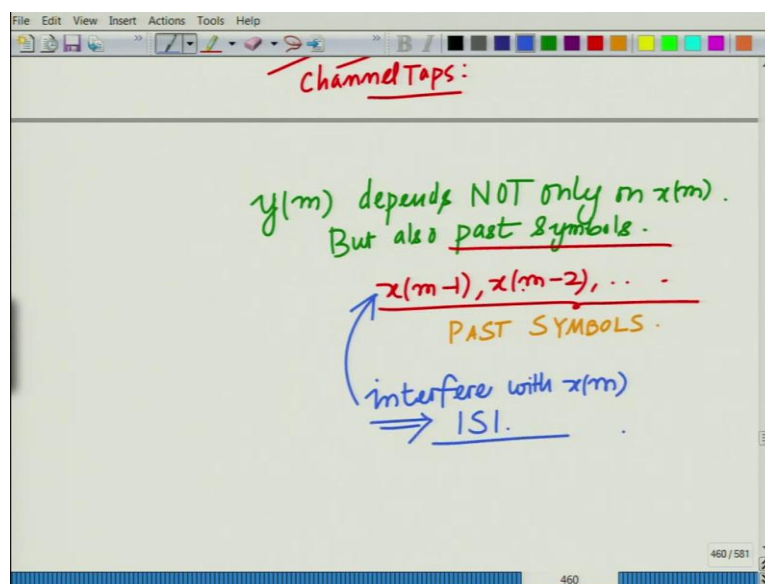 File Edit View Insert Actions Tools Help
B I
Channel Taps:
y(m) depends NOT only on x(m).
But also past Symbols.
x(m-1), x(m-2), .. .
PAST SYMBOLS.
interfere with x(m)
⇒ ISI.
460 / 581
460